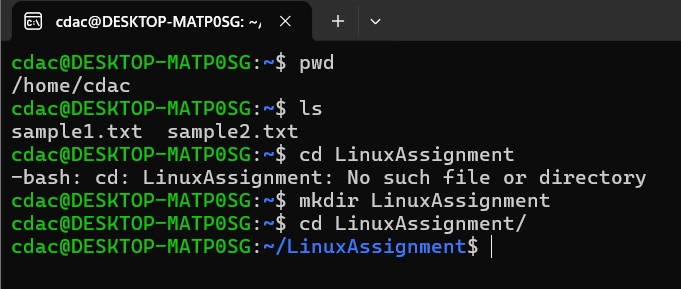 cdac@DESKTOP-MATP0SG: ~/
cdac@DESKTOP-MATP0SG:~$ pwd
/home/cdac
cdac@DESKTOP-MATP0SG:~$ ls
sample1.txt  sample2.txt
cdac@DESKTOP-MATP0SG:~$ cd LinuxAssignment
-bash: cd: LinuxAssignment: No such file or directory
cdac@DESKTOP-MATP0SG:~$ mkdir LinuxAssignment
cdac@DESKTOP-MATP0SG:~$ cd LinuxAssignment/
cdac@DESKTOP-MATP0SG:~/LinuxAssignment$